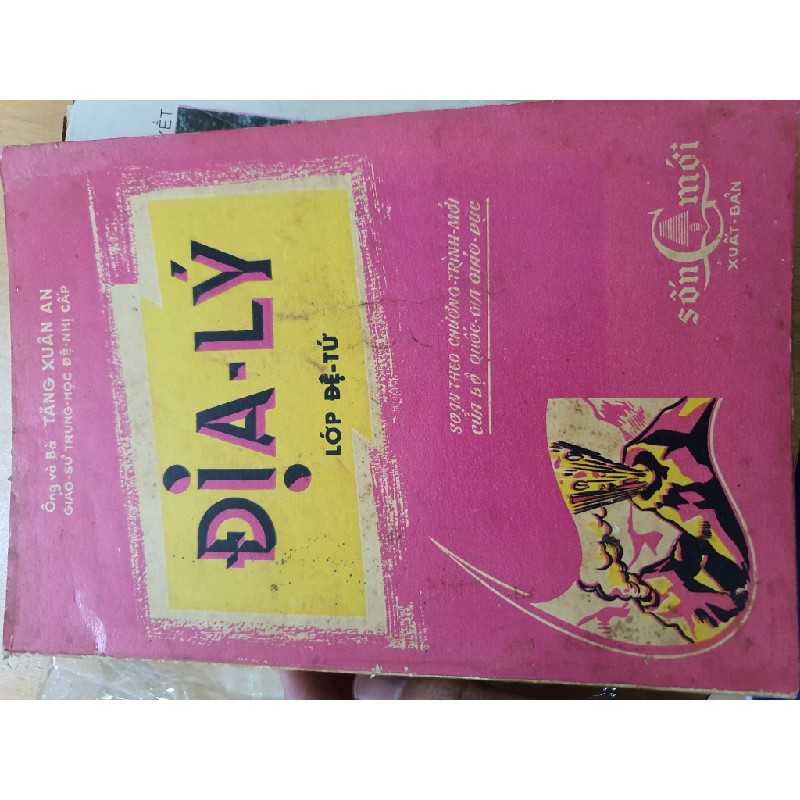 Ông và Bà TĂNG XUÂN AN
GIÁO-SƯ TRUNG-HỌC ĐỆ-NHỊ CẤP
ĐỊA-LÝ
LỚP ĐỆ-TỨ
SOẠN THEO CHƯƠNG-TRÌNH-MỚI
CỦA BỘ QUỐC-GIA GIÁO-DỤC
sống mới
XUẤT-BẢN
YẾT